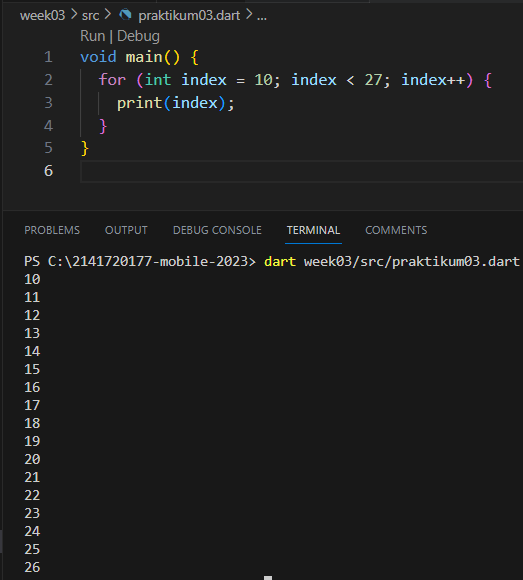 week03 > src > praktikum03.dart > ...
Run | Debug
1 void main() {
2   for (int index = 10; index < 27; index++) {
3     print(index);
4   }
5 }
6
PROBLEMS OUTPUT DEBUG CONSOLE TERMINAL COMMENTS
PS C:\2141720177-mobile-2023> dart week03/src/praktikum03.dart
10
11
12
13
14
15
16
17
18
19
20
21
22
23
24
25
26